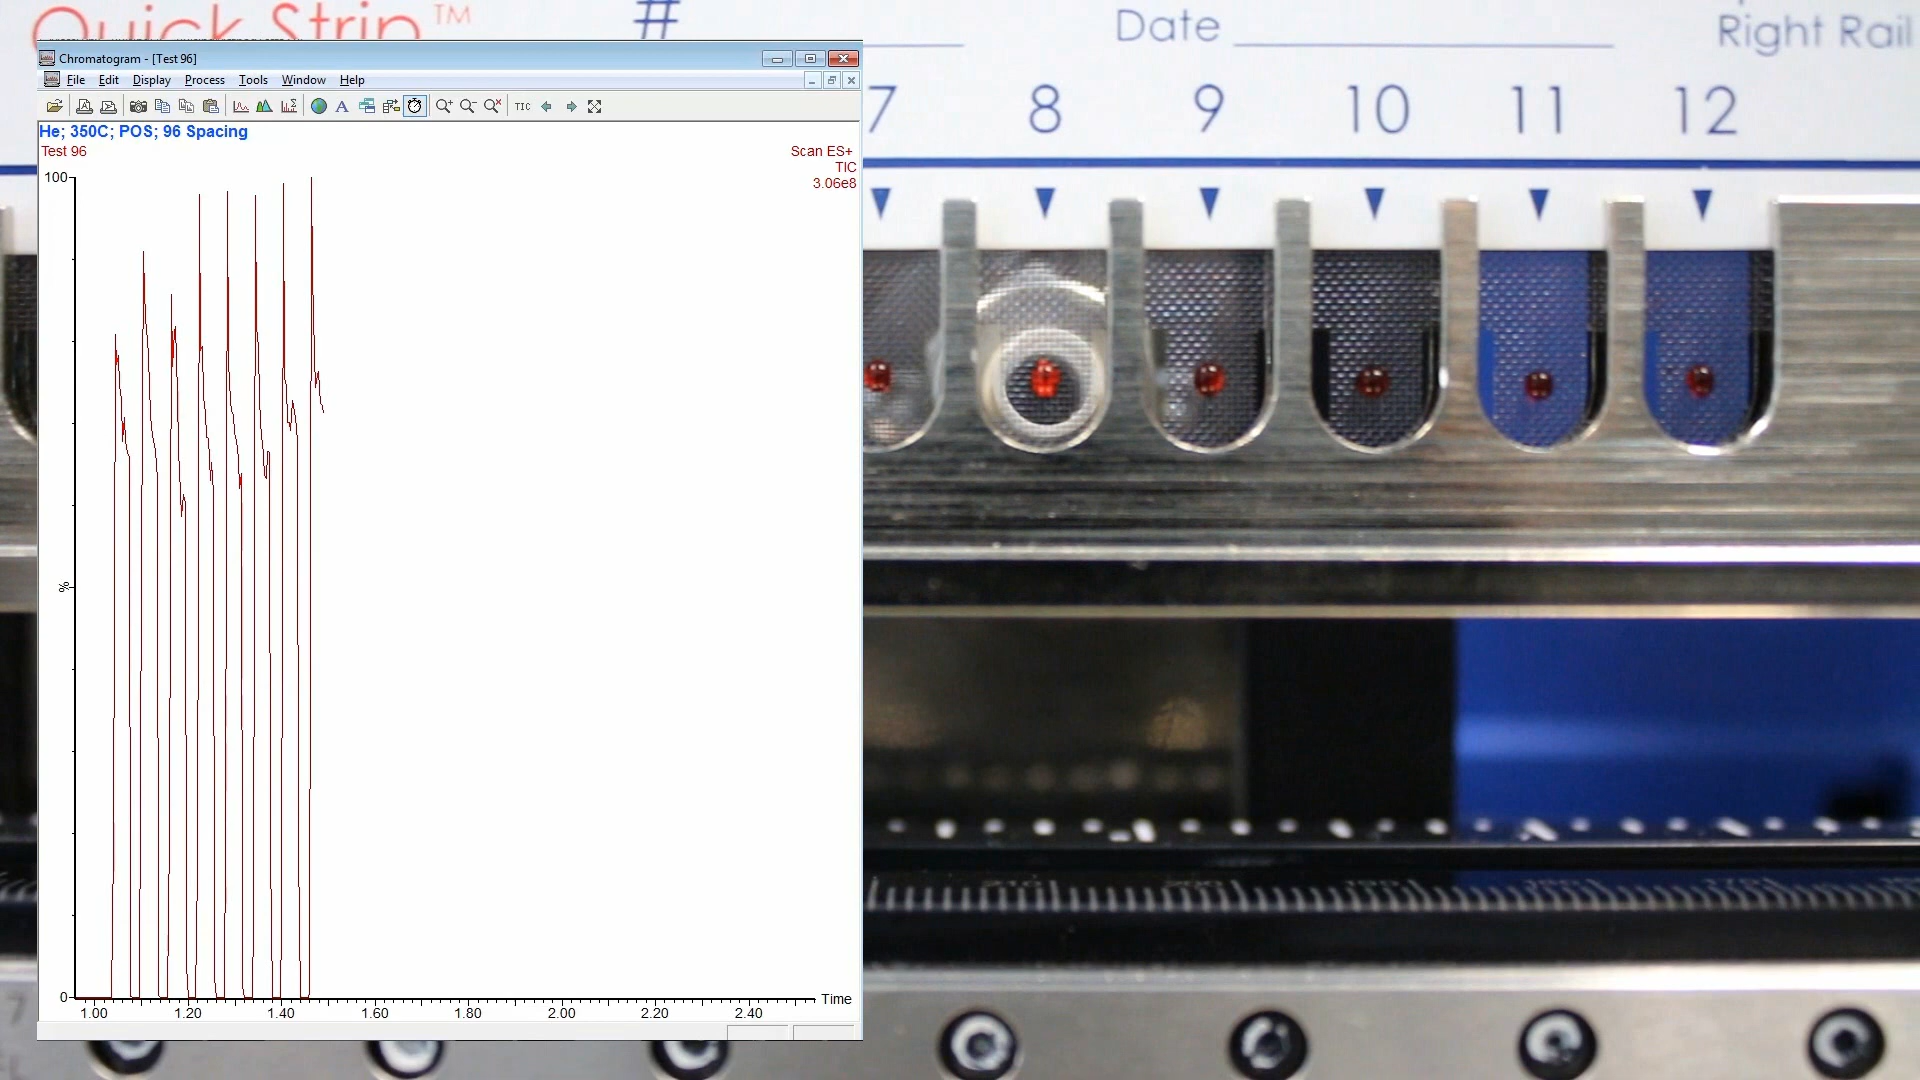 Quick Strip™ # Date
Right Rail
7 8 9 10 11 12
Chromatogram - [Test 96]
File Edit Display Process Tools Window Help
TIC
He; 350C; POS; 96 Spacing
Test 96
Scan ES+
TIC
3.06e8
100
%
0
Time
1.00 1.20 1.40 1.60 1.80 2.00 2.20 2.40
7